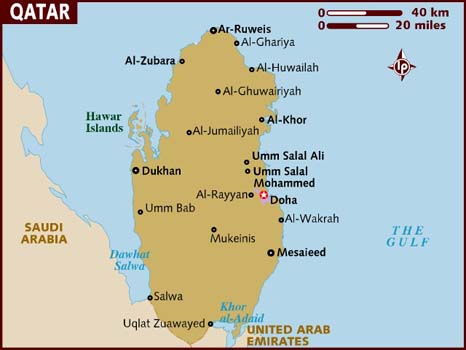 QATAR
0 40 km
0 20 miles
Ar-Ruweis
Al-Ghariya
Al-Zubara
Al-Huwailah
Al-Ghuwairiyah
Hawar
Islands
Al-Khor
Al-Jumailiyah
Umm Salal Ali
Dukhan
Umm Salal
Mohammed
Al-Rayyan
Doha
Umm Bab
Al-Wakrah
SAUDI
ARABIA
Mukeinis
THE
GULF
Dawhat
Salwa
Mesaieed
Salwa
Khor
al-Adaid
Uqlat Zuawayed
UNITED ARAB
EMIRATES
lp